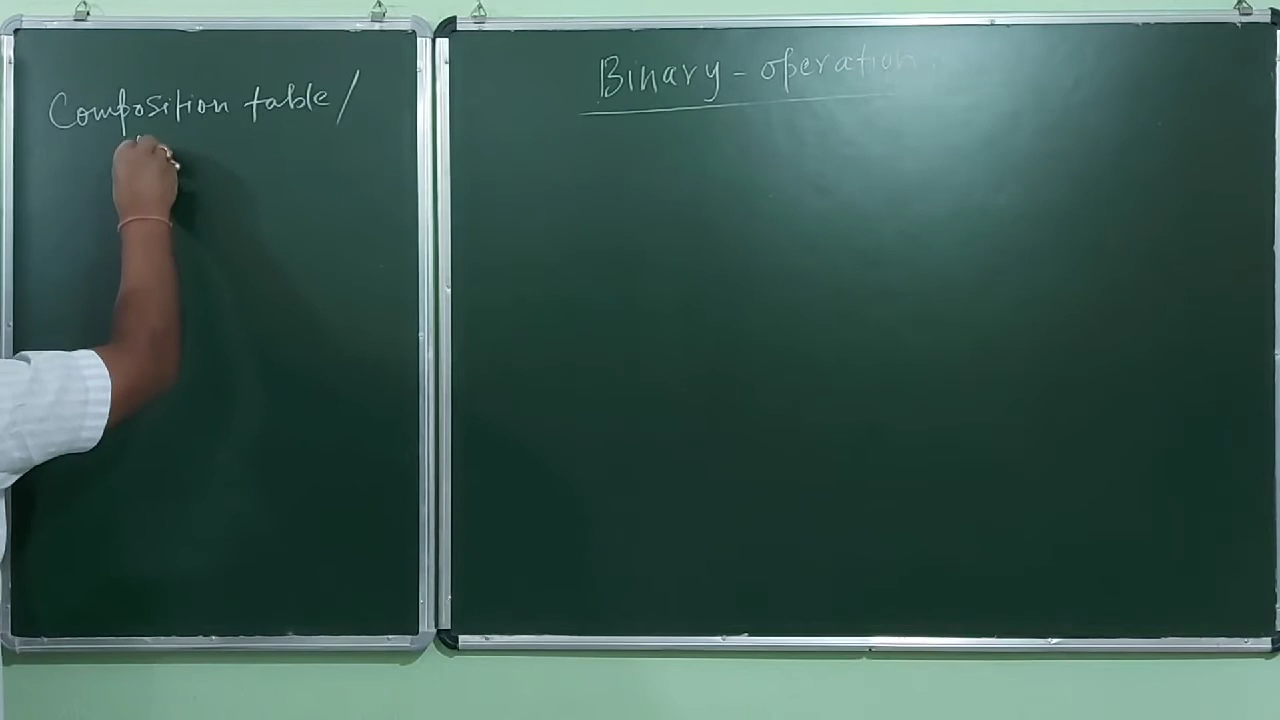 Composition table /
Binary - operation.